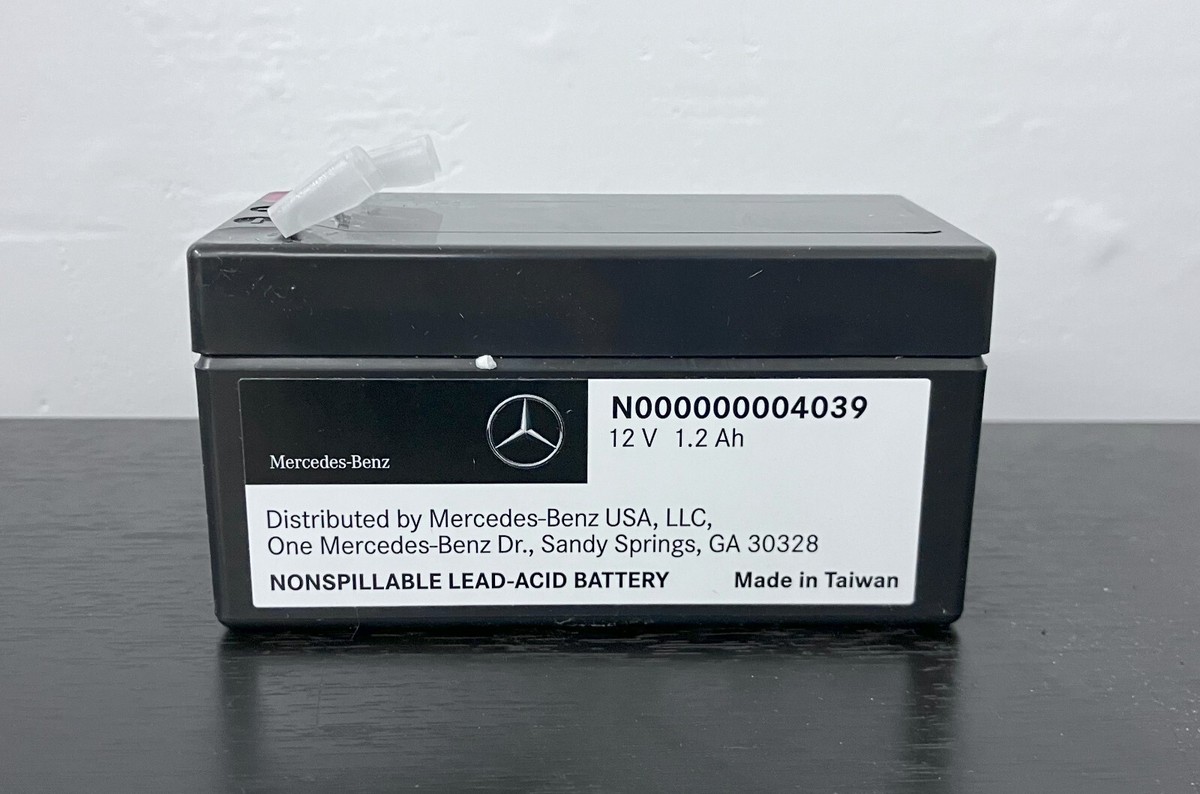 Mercedes-Benz
N000000004039
12 V 1.2 Ah
Distributed by Mercedes-Benz USA, LLC,
One Mercedes-Benz Dr., Sandy Springs, GA 30328
NONSPILLABLE LEAD-ACID BATTERY Made in Taiwan